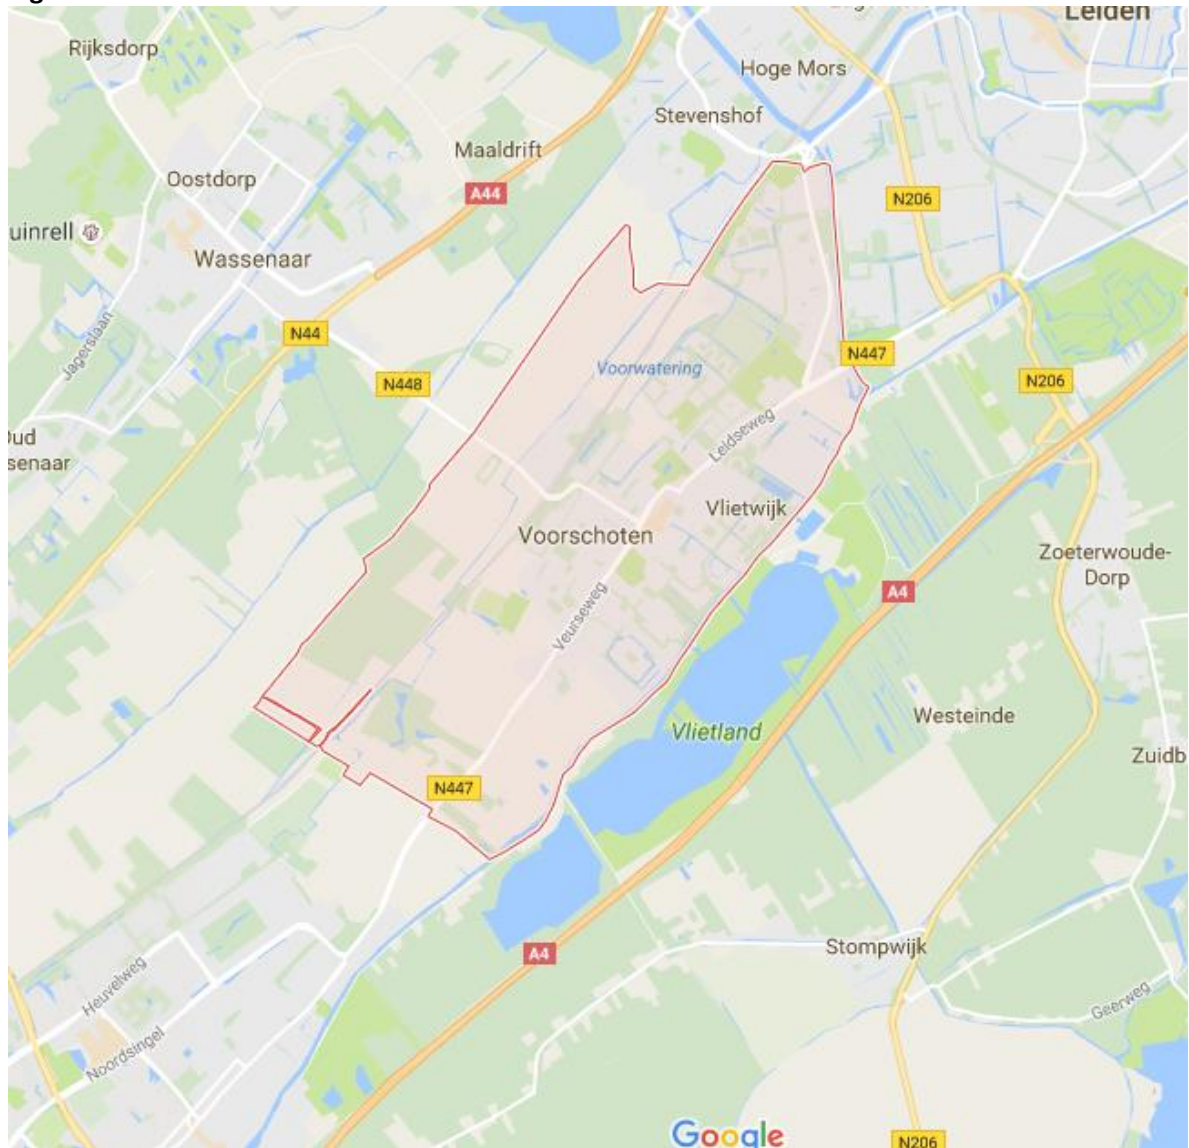 Leiden
Rijksdorp
Hoge Mors
Stevenshof
Maaldrift
Oostdorp
A44
N206
uinrell
Wassenaar
N44
Jagerslaan
N447
Voorwatering
N448
N206
Leidseweg
senaar
Vlietwijk
Voorschoten
Zoeterwoude-
Dorp
A4
Veurseweg
Westeinde
Vlietland
Zuidb
N447
Stompwijk
A4
Heuvelweg
Geerweg
Noordsingel
Google
N206